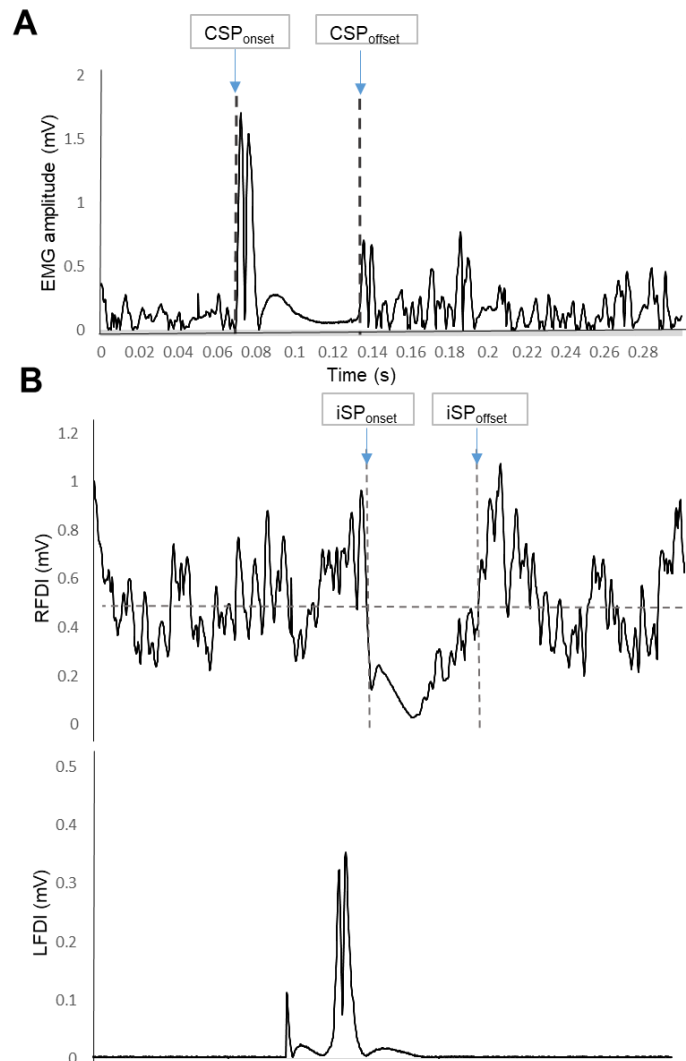 A
CSPonset
CSPoffset
EMG amplitude (mV)
2
1.5
1
0.5
0
0 0.02 0.04 0.06 0.08 0.1 0.12 0.14 0.16 0.18 0.2 0.22 0.24 0.26 0.28
Time (s)
B
iSPonset
iSPoffset
RFDI (mV)
1.2
1
0.8
0.6
0.4
0.2
0
LFDI (mV)
0.5
0.4
0.3
0.2
0.1
0